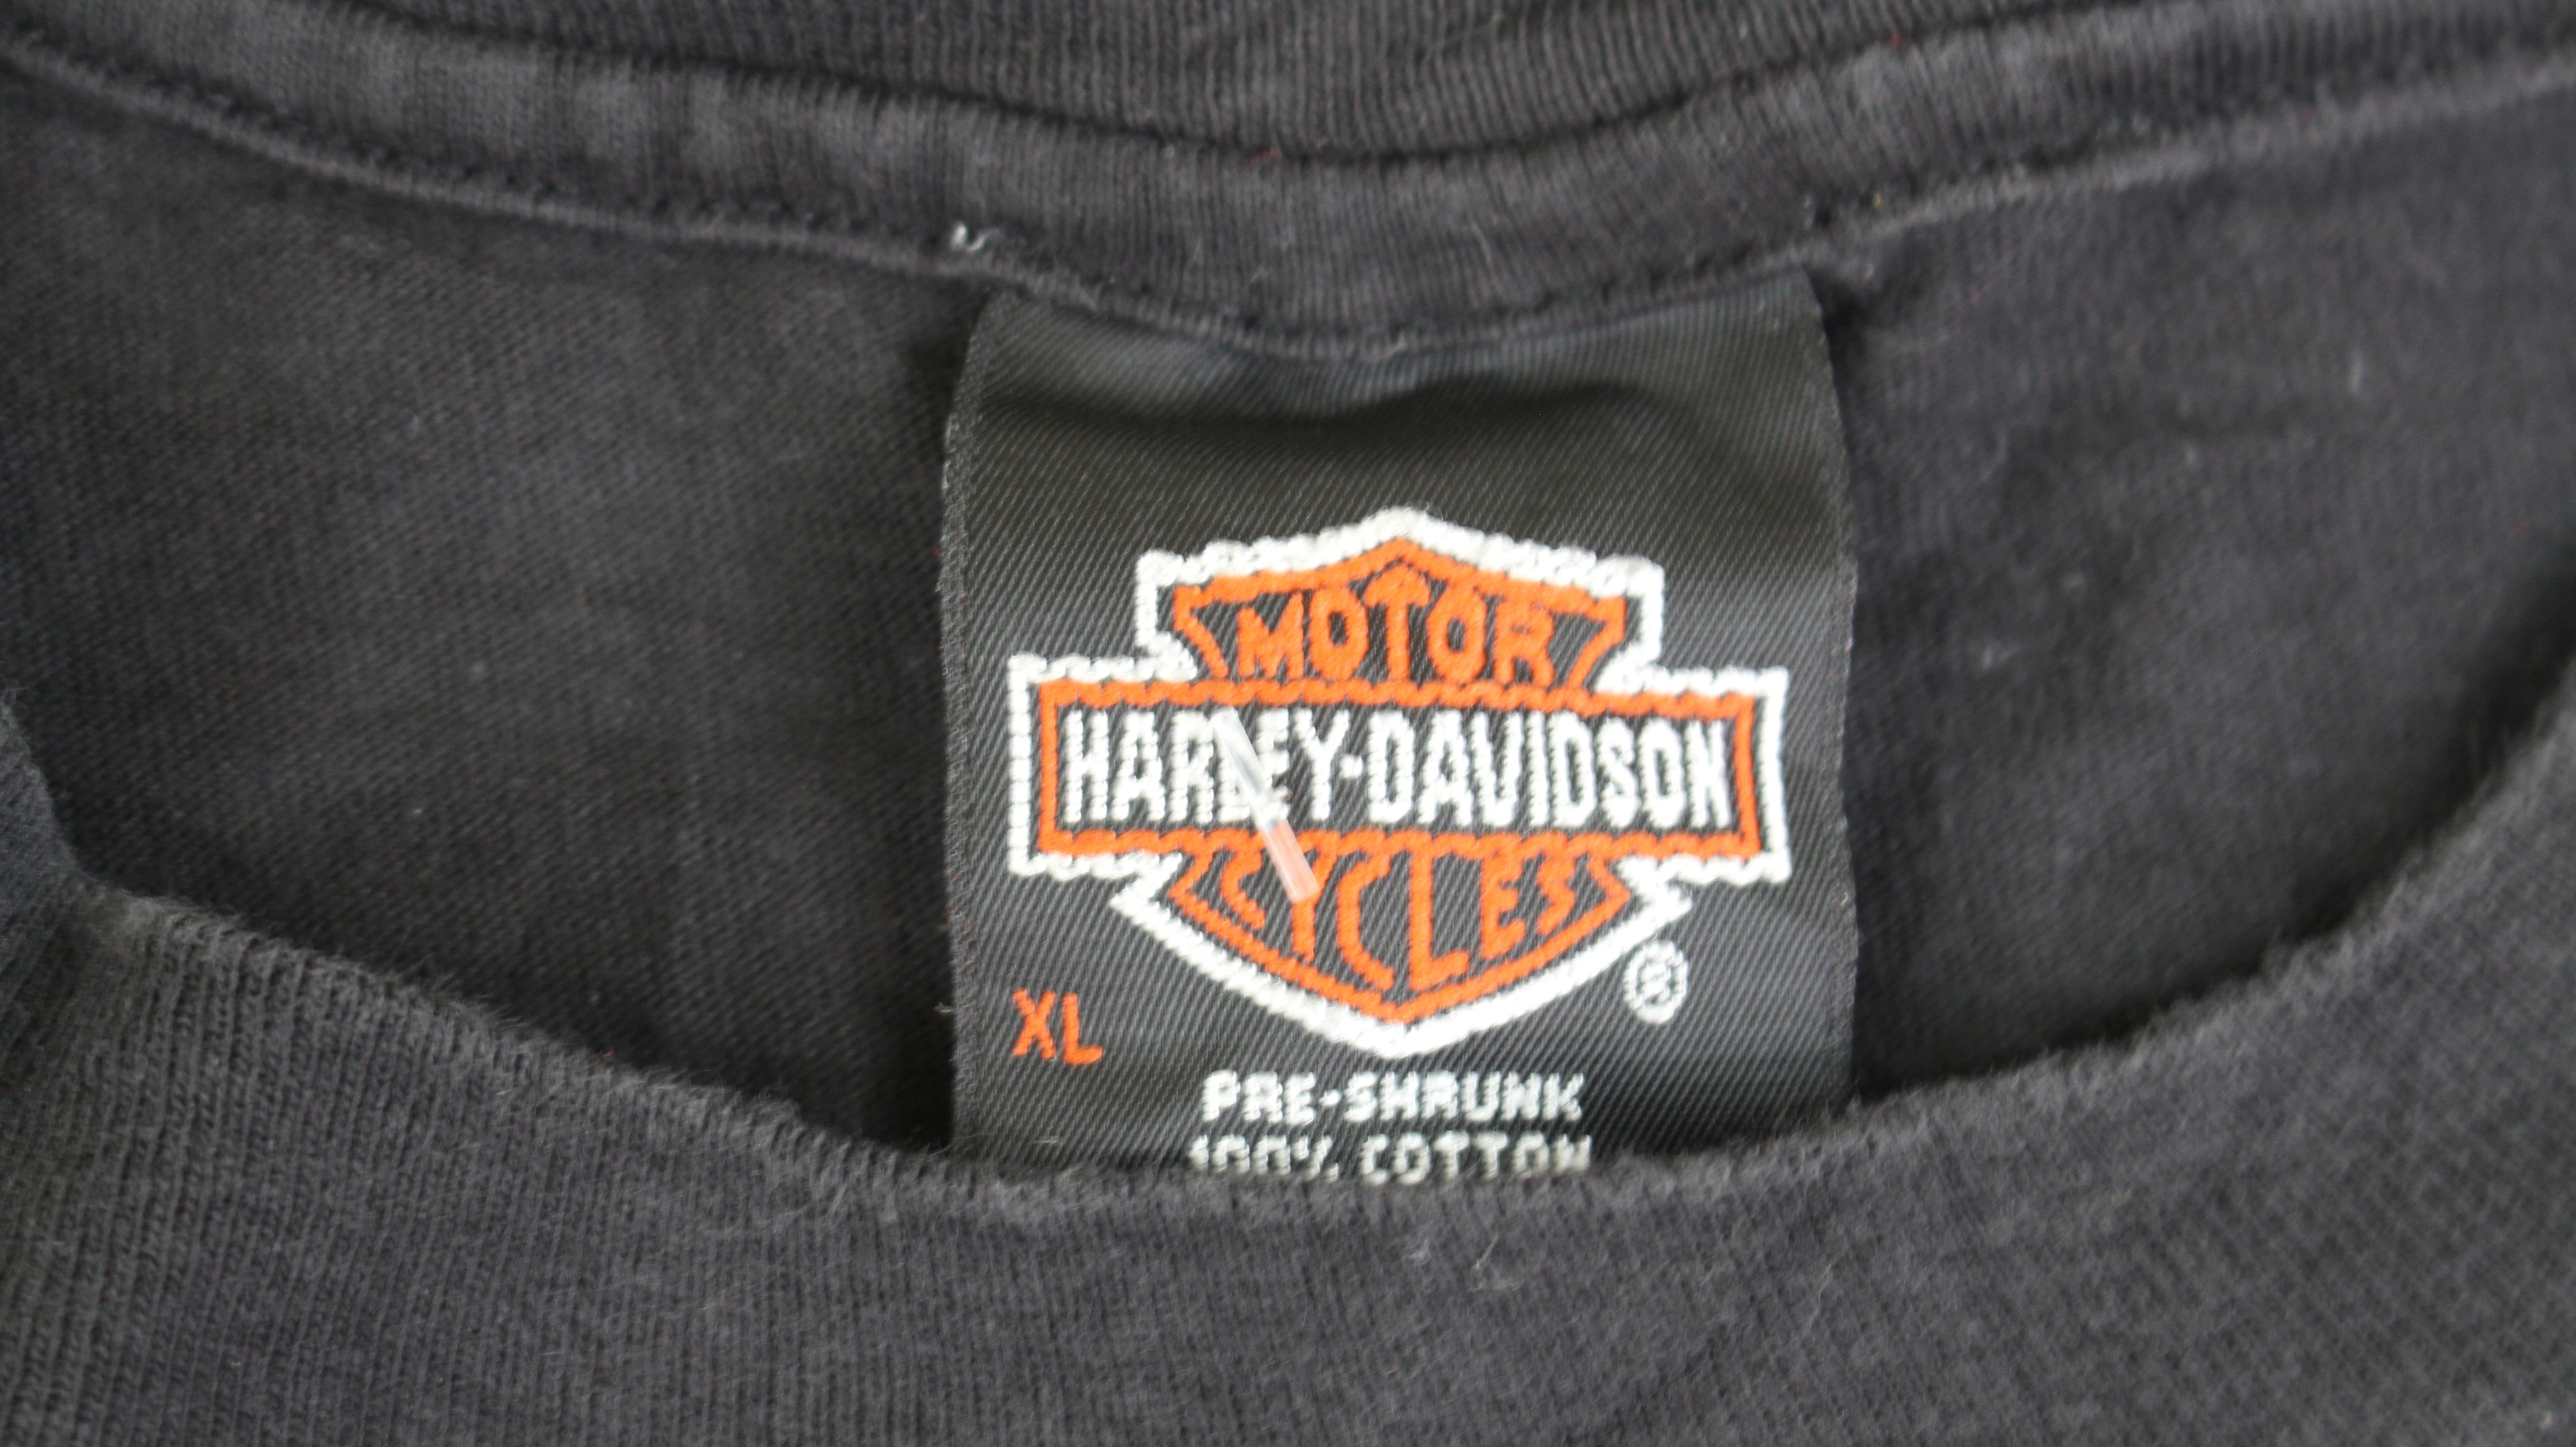 MOTOR
HARLEY-DAVIDSON
CYCLES
®
XL
PRE-SHRUNK
100% COTTON